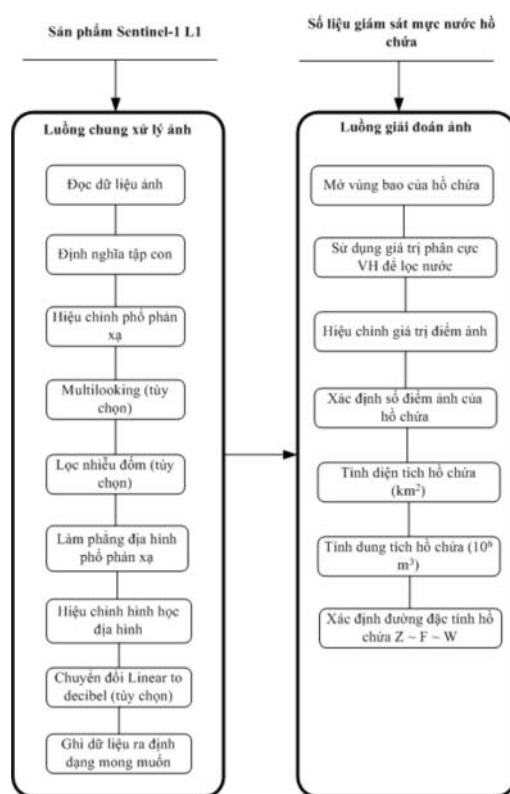 Sản phẩm Sentinel-1 L1
Luồng chung xử lý ảnh
Đọc dữ liệu ảnh
Định nghĩa tập con
Hiệu chỉnh phổ phản
xạ
Multilooking (tùy
chọn)
Lọc nhiễu đốm (tùy
chọn)
Làm phẳng địa hình
phổ phản xạ
Hiệu chỉnh hình học
địa hình
Chuyển đổi Linear to
decibel (tùy chọn)
Ghi dữ liệu ra định
dạng mong muốn
Số liệu giám sát mực nước hồ
chứa
Luồng giải đoán ảnh
Mở vùng bao của hồ chứa
Sử dụng giá trị phân cực
VH để lọc nước
Hiệu chỉnh giá trị điểm ảnh
Xác định số điểm ảnh của
hồ chứa
Tính diện tích hồ chứa
(km²)
Tính dung tích hồ chứa (10⁶
m³)
Xác định đường đặc tính hồ
chứa Z ~ F ~ W